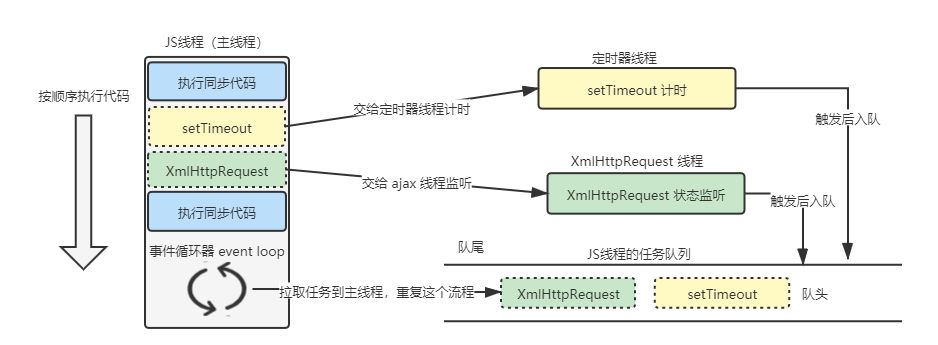 JS线程（主线程）
按顺序执行代码
执行同步代码
setTimeout
XmlHttpRequest
执行同步代码
事件循环器 event loop
交给定时器线程计时
定时器线程
setTimeout 计时
触发后入队
交给 ajax 线程监听
XmlHttpRequest 线程
XmlHttpRequest 状态监听
触发后入队
拉取任务到主线程，重复这个流程
队尾
JS线程的任务队列
XmlHttpRequest
setTimeout
队头